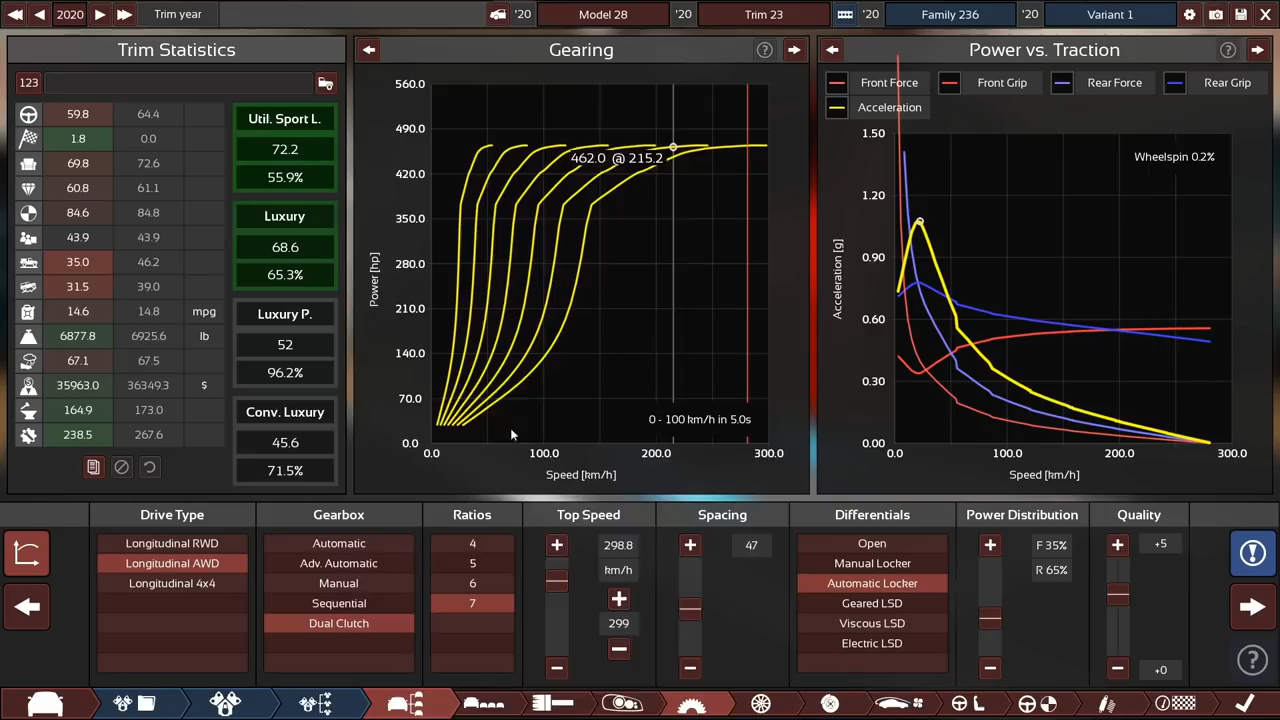 2020 Trim year '20 Model 28 '20 Trim 23 '20 Family 236 '20 Variant 1
Trim Statistics
123
59.8 64.4
1.8 0.0
69.8 72.6
60.8 61.1
84.6 84.8
43.9 43.9
35.0 46.2
31.5 39.0
14.6 14.8 mpg
6877.8 6925.6 lb
67.1 67.5
35963.0 36349.3 $
164.9 173.0
238.5 267.6
Util. Sport L.
72.2
55.9%
Luxury
68.6
65.3%
Luxury P.
52
96.2%
Conv. Luxury
45.6
71.5%
Gearing ?
560.0
490.0
420.0
350.0
280.0
210.0
140.0
70.0
0.0
Power [hp]
462.0 @ 215.2
0 - 100 km/h in 5.0s
0.0 100.0 200.0 300.0
Speed [km/h]
Power vs. Traction ?
Front Force Front Grip Rear Force Rear Grip
Acceleration
1.50
1.20
0.90
0.60
0.30
0.00
Acceleration [g]
Wheelspin 0.2%
0.0 100.0 200.0 300.0
Speed [km/h]
Drive Type
Longitudinal RWD
Longitudinal AWD
Longitudinal 4x4
Gearbox
Automatic
Adv. Automatic
Manual
Sequential
Dual Clutch
Ratios
4
5
6
7
Top Speed
+ 298.8
km/h
+
299
-
-
Spacing
+ 47
-
Differentials
Open
Manual Locker
Automatic Locker
Geared LSD
Viscous LSD
Electric LSD
Power Distribution
+ F 35%
R 65%
-
Quality
+ +5
- +0
?